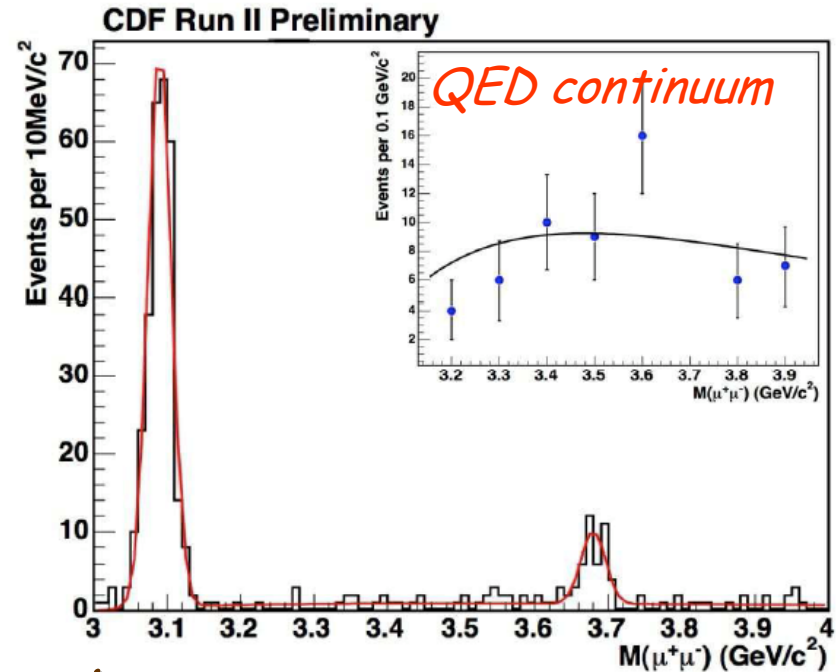 CDF Run II Preliminary
Events per 10MeV/c²
70
60
50
40
30
20
10
0
3 3.1 3.2 3.3 3.4 3.5 3.6 3.7 3.8 3.9 4
M(μ⁺μ⁻) (GeV/c²)
QED continuum
Events per 0.1 GeV/c²
20
18
16
14
12
10
8
6
4
2
3.2 3.3 3.4 3.5 3.6 3.7 3.8 3.9
M(μ⁺μ⁻) (GeV/c²)